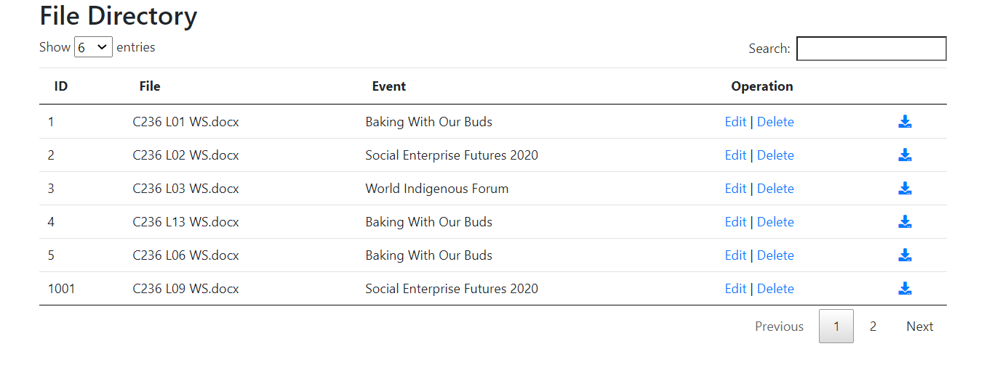 File Directory
Show 6 entries Search:
ID File Event Operation
1 C236 L01 WS.docx Baking With Our Buds Edit | Delete
2 C236 L02 WS.docx Social Enterprise Futures 2020 Edit | Delete
3 C236 L03 WS.docx World Indigenous Forum Edit | Delete
4 C236 L13 WS.docx Baking With Our Buds Edit | Delete
5 C236 L06 WS.docx Baking With Our Buds Edit | Delete
1001 C236 L09 WS.docx Social Enterprise Futures 2020 Edit | Delete
Previous 1 2 Next